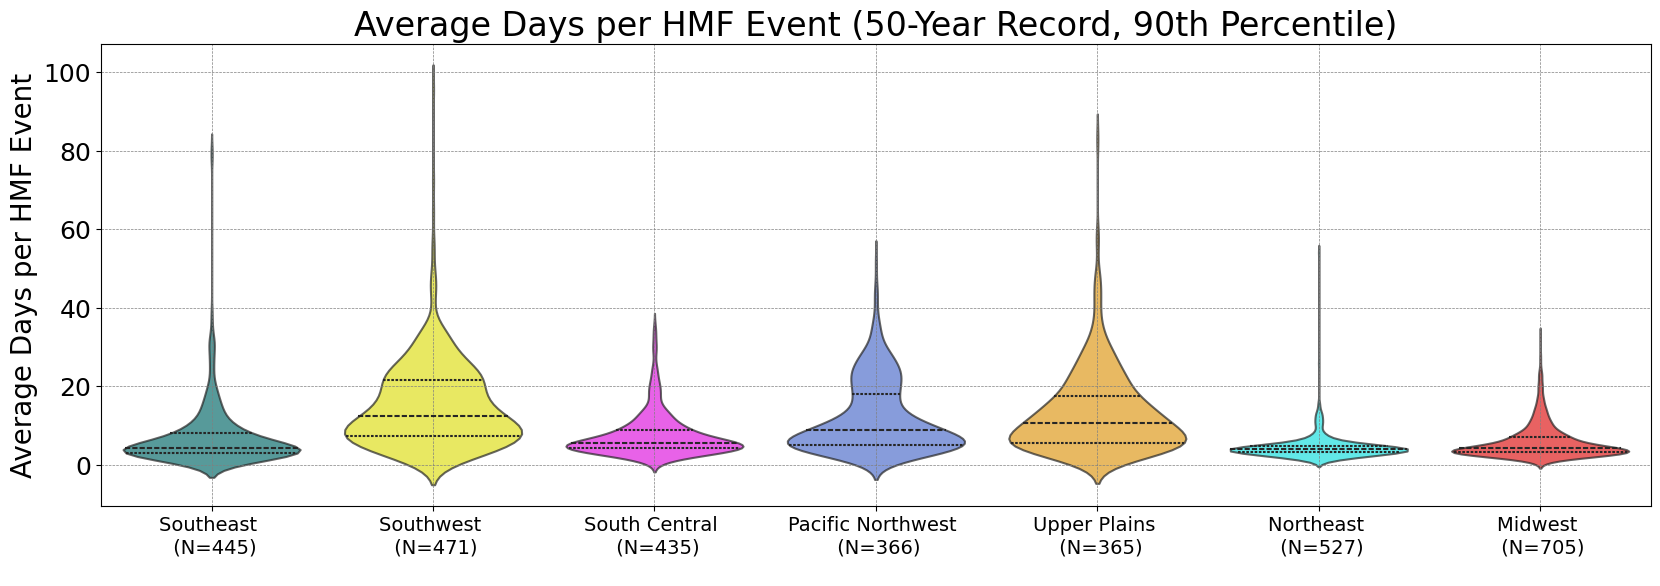 Average Days per HMF Event (50-Year Record, 90th Percentile)
Average Days per HMF Event
100
80
60
40
20
0
Southeast
(N=445)
Southwest
(N=471)
South Central
(N=435)
Pacific Northwest
(N=366)
Upper Plains
(N=365)
Northeast
(N=527)
Midwest
(N=705)